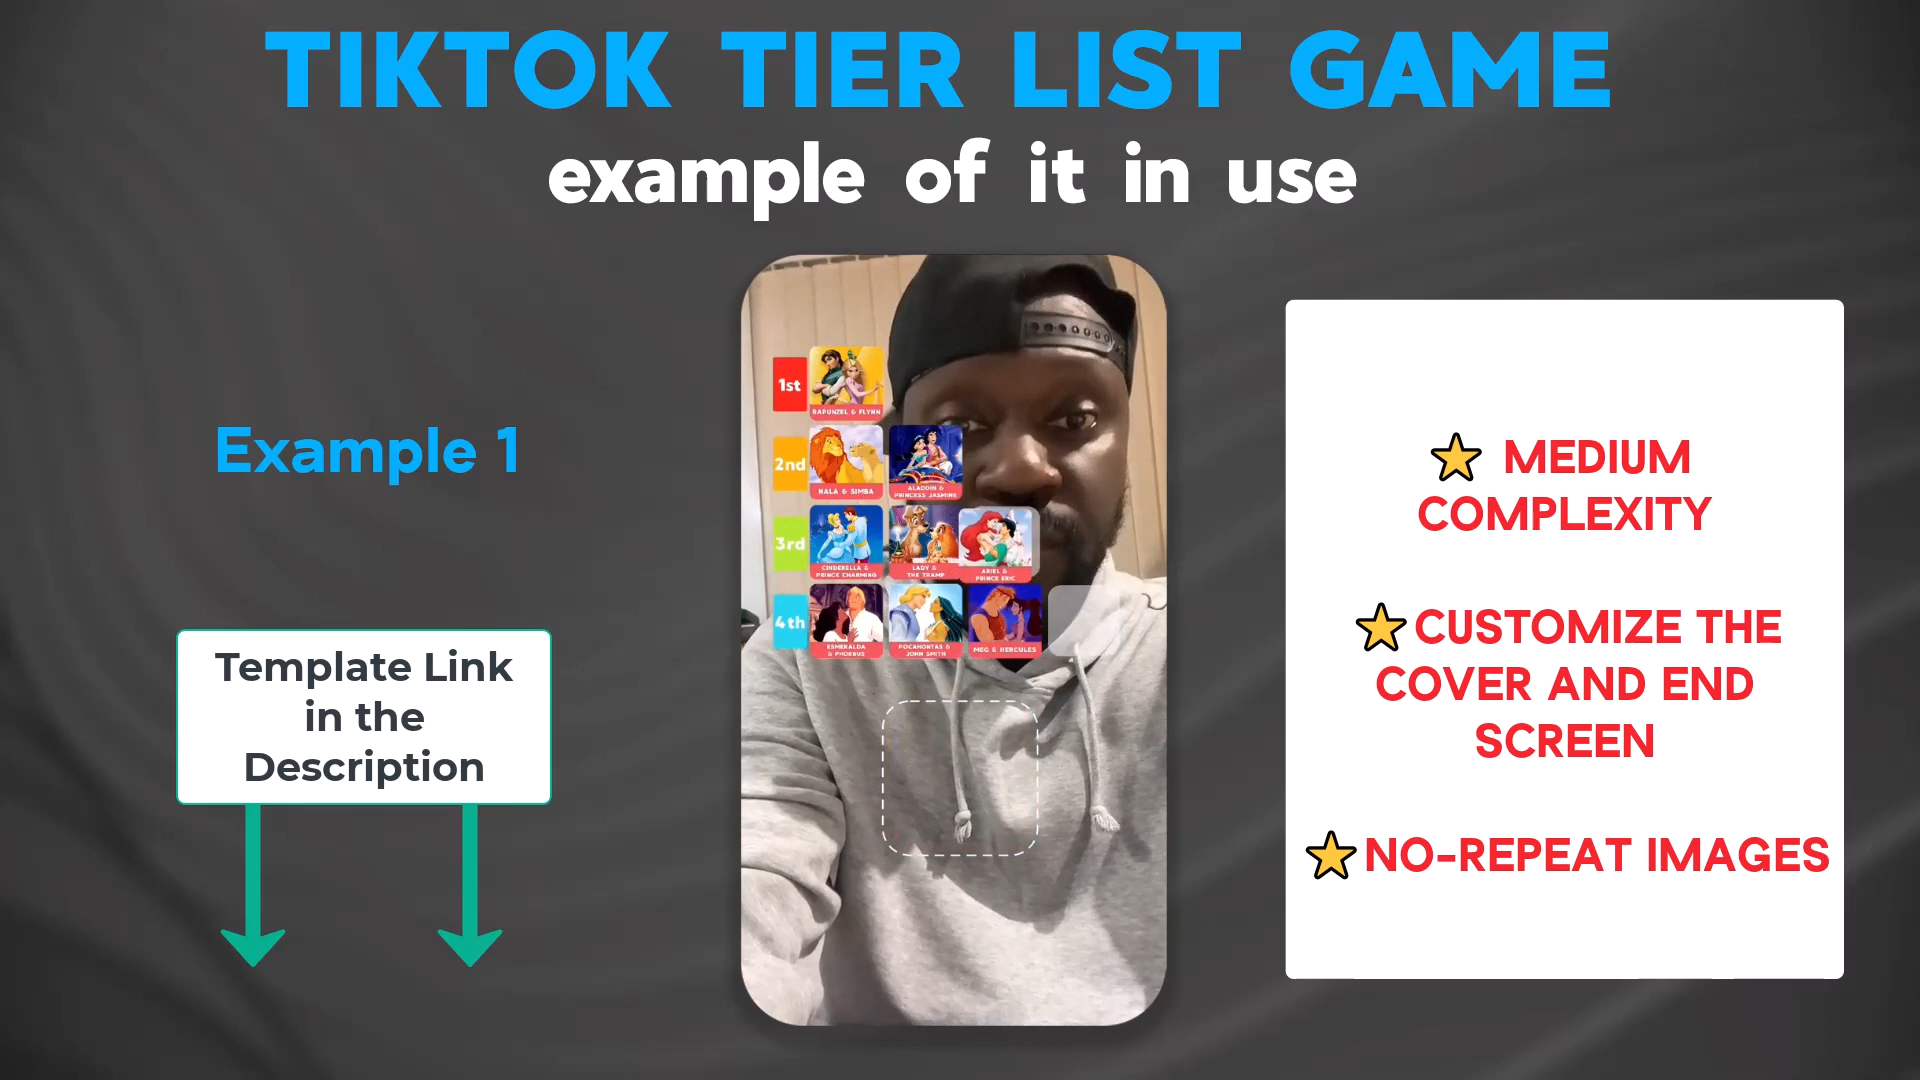 TIKTOK TIER LIST GAME
example of it in use
Example 1
Template Link
in the
Description
1st
RAPUNZEL & FLYNN
2nd
NALA & SIMBA
ALADDIN &
PRINCESS JASMINE
3rd
CINDERELLA &
PRINCE CHARMING
LADY &
THE TRAMP
ARIEL &
PRINCE ERIC
4th
ESMERALDA
& PHOEBUS
POCAHONTAS &
JOHN SMITH
MEG & HERCULES
MEDIUM
COMPLEXITY
CUSTOMIZE THE
COVER AND END
SCREEN
NO-REPEAT IMAGES